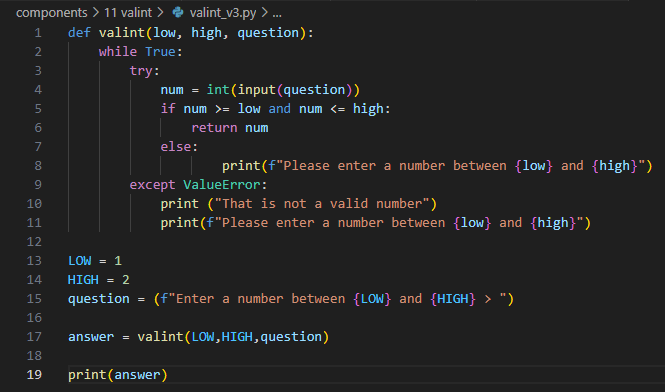 components > 11 valint > valint_v3.py > ...
1 def valint(low, high, question):
2     while True:
3         try:
4             num = int(input(question))
5             if num >= low and num <= high:
6                 return num
7             else:
8                     print(f"Please enter a number between {low} and {high}")
9         except ValueError:
10             print ("That is not a valid number")
11             print(f"Please enter a number between {low} and {high}")
12
13 LOW = 1
14 HIGH = 2
15 question = (f"Enter a number between {LOW} and {HIGH} > ")
16
17 answer = valint(LOW,HIGH,question)
18
19 print(answer)